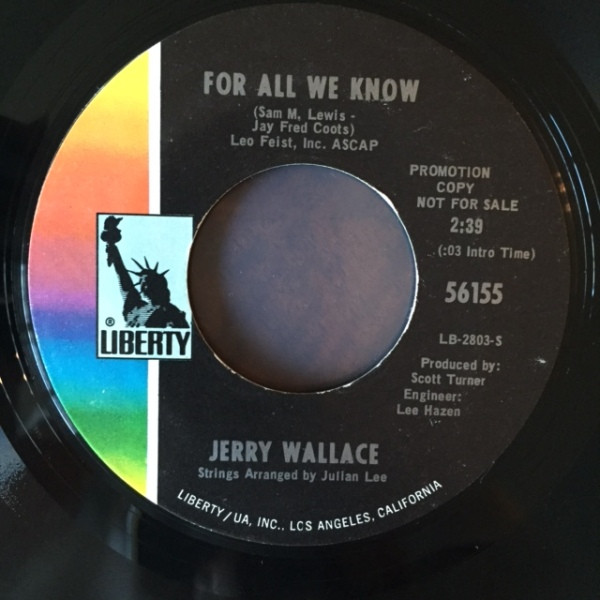 FOR ALL WE KNOW
(Sam M, Lewis -
Jay Fred Coots)
Leo Feist, Inc. ASCAP
PROMOTION
COPY
NOT FOR SALE
2:39
(:03 Intro Time)
56155
® LIBERTY
LB-2803-S
Produced by:
Scott Turner
Engineer:
Lee Hazen
JERRY WALLACE
Strings Arranged by Julian Lee
LIBERTY/UA, INC., LOS ANGELES, CALIFORNIA